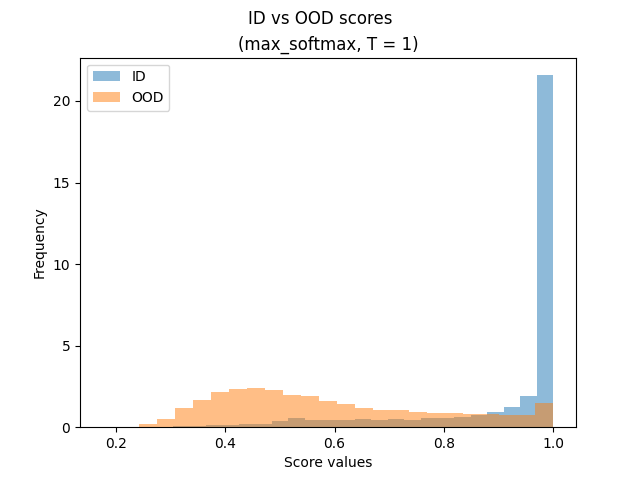 ID vs OOD scores
(max_softmax, T = 1)
ID
OOD
Frequency
20
15
10
5
0
0.2
0.4
0.6
0.8
1.0
Score values